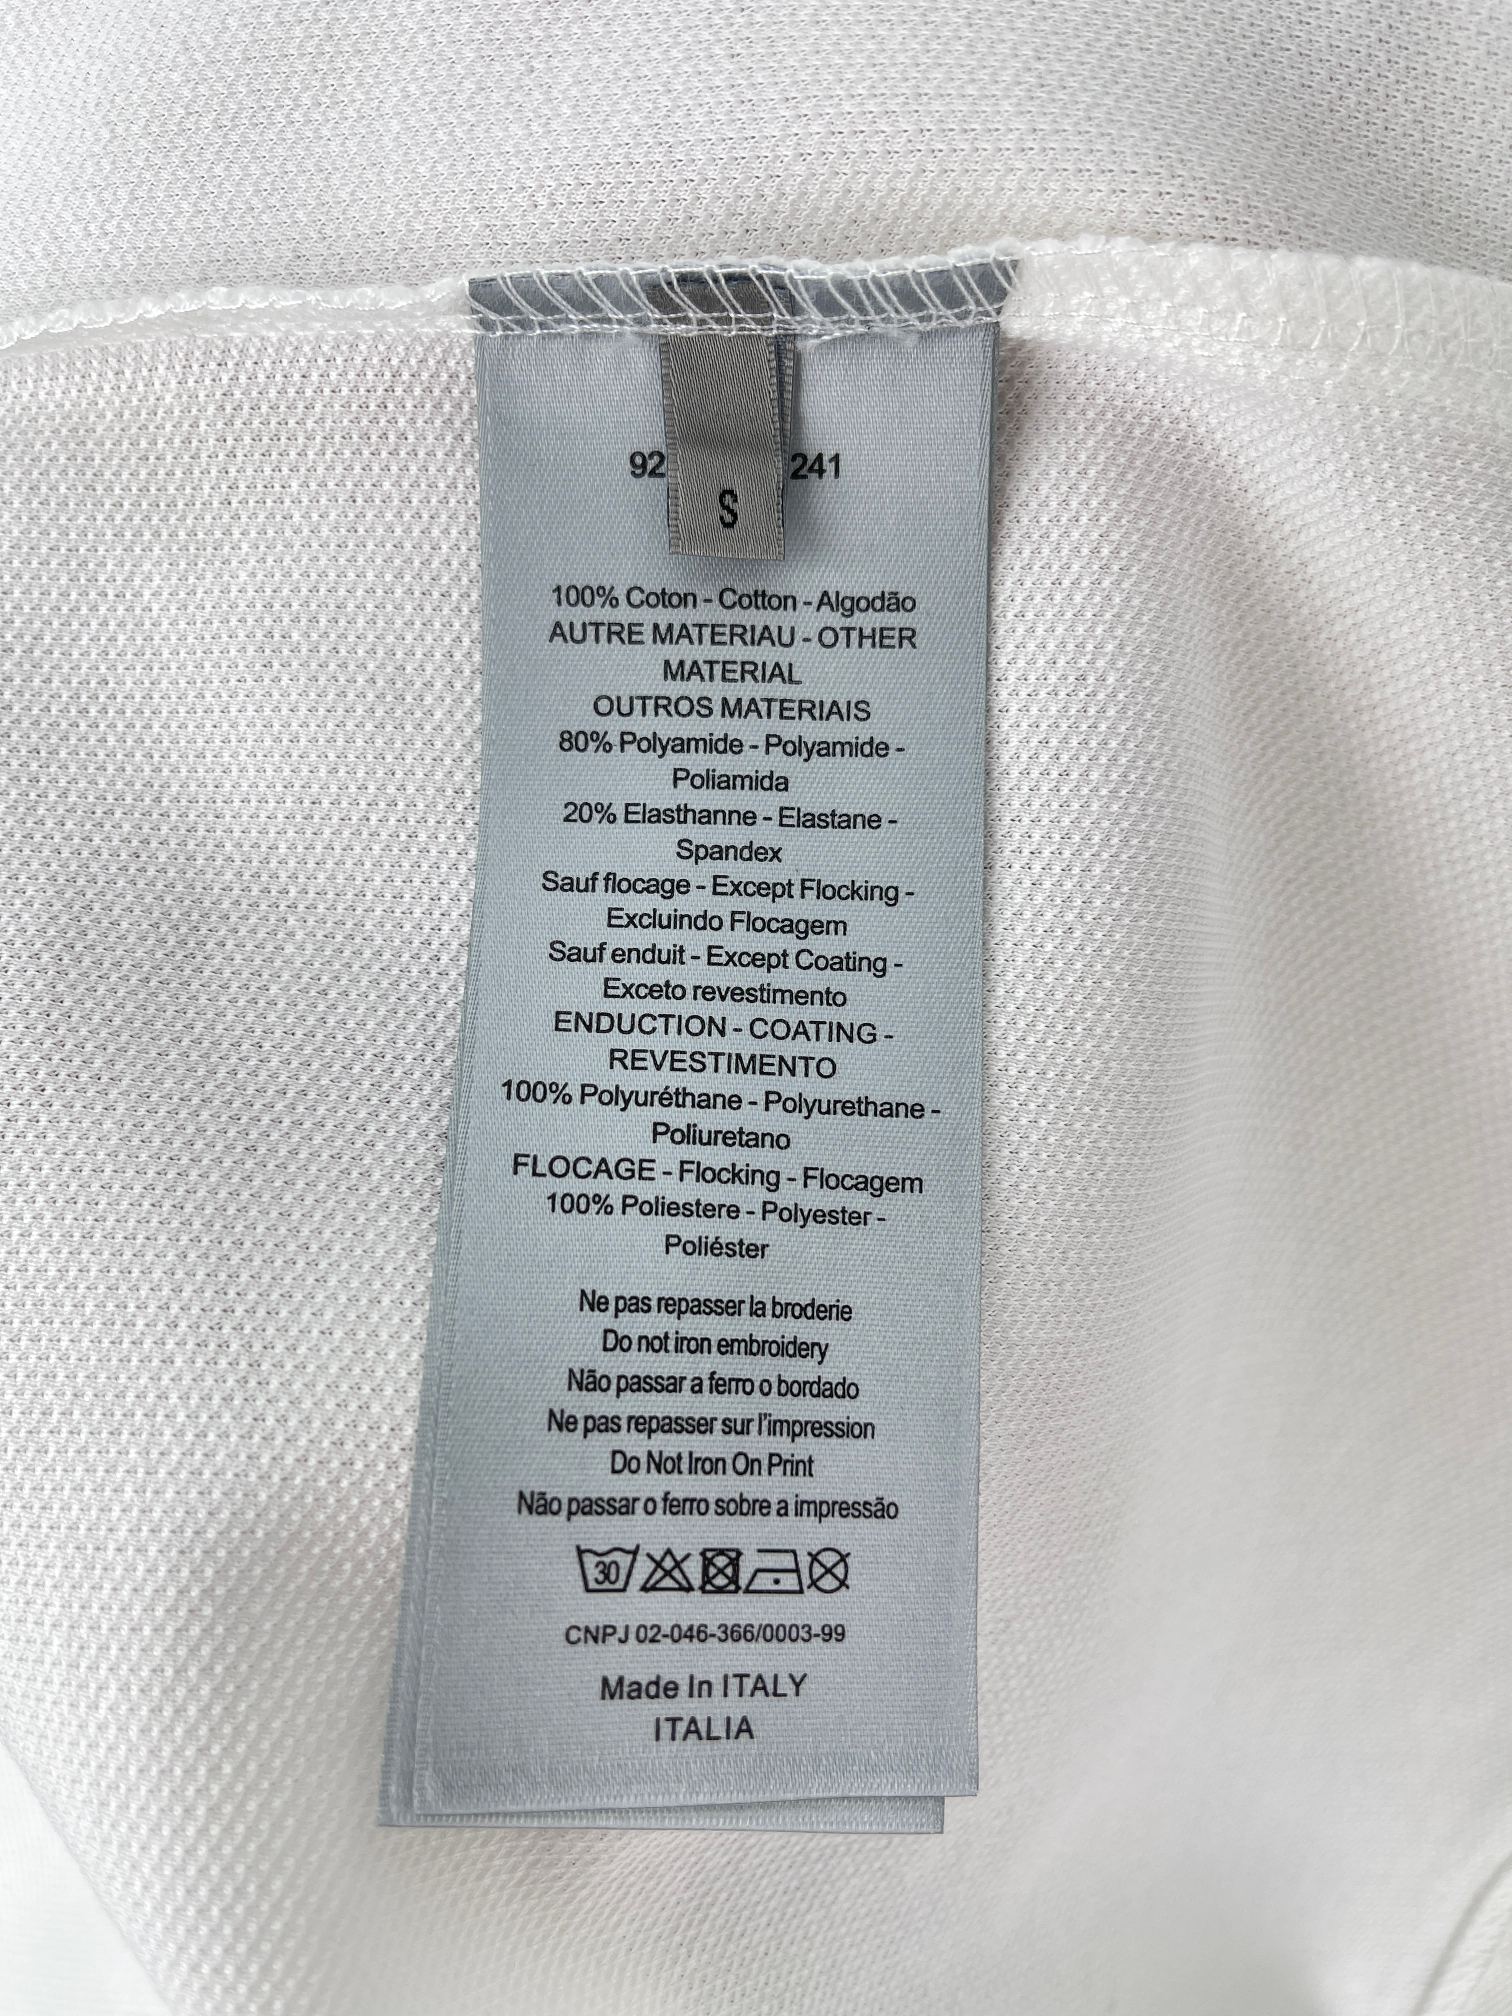 92 241
S
100% Coton - Cotton - Algodão
AUTRE MATERIAU - OTHER
MATERIAL
OUTROS MATERIAIS
80% Polyamide - Polyamide -
Poliamida
20% Elasthanne - Elastane -
Spandex
Sauf flocage - Except Flocking -
Excluindo Flocagem
Sauf enduit - Except Coating -
Exceto revestimento
ENDUCTION - COATING -
REVESTIMENTO
100% Polyuréthane - Polyurethane -
Poliuretano
FLOCAGE - Flocking - Flocagem
100% Poliestere - Polyester -
Poliéster
Ne pas repasser la broderie
Do not iron embroidery
Não passar a ferro o bordado
Ne pas repasser sur l'impression
Do Not Iron On Print
Não passar o ferro sobre a impressão
30
CNPJ 02-046-366/0003-99
Made In ITALY
ITALIA